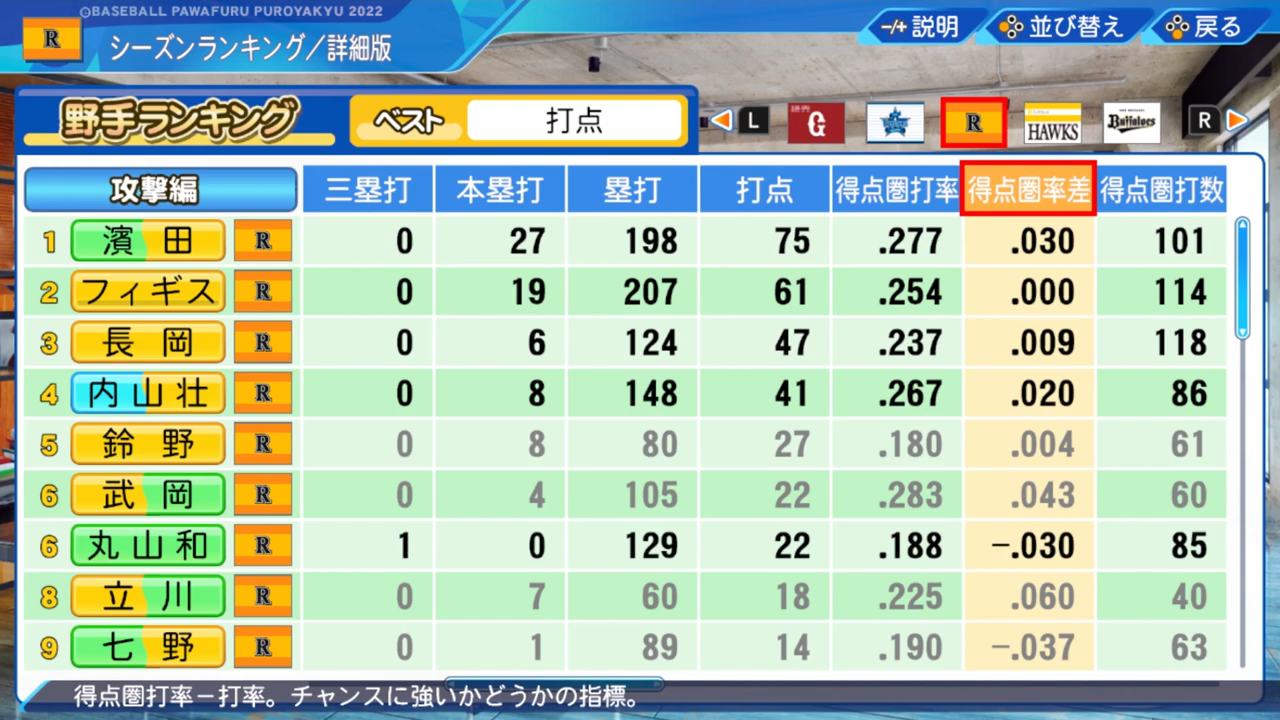 ©BASEBALL PAWAFURU PUROYAKYU 2022
R シーズンランキング/詳細版
-/+ 説明 並び替え 戻る
野手ランキング ベスト 打点 L G R HAWKS Buffaloes R
攻撃編 三塁打 本塁打 塁打 打点 得点圏打率 得点圏率差 得点圏打数
1 濱田 R 0 27 198 75 .277 .030 101
2 フィギス R 0 19 207 61 .254 .000 114
3 長岡 R 0 6 124 47 .237 .009 118
4 内山壮 R 0 8 148 41 .267 .020 86
5 鈴野 R 0 8 80 27 .180 .004 61
6 武岡 R 0 4 105 22 .283 .043 60
6 丸山和 R 1 0 129 22 .188 -.030 85
8 立川 R 0 7 60 18 .225 .060 40
9 七野 R 0 1 89 14 .190 -.037 63
得点圏打率－打率。チャンスに強いかどうかの指標。